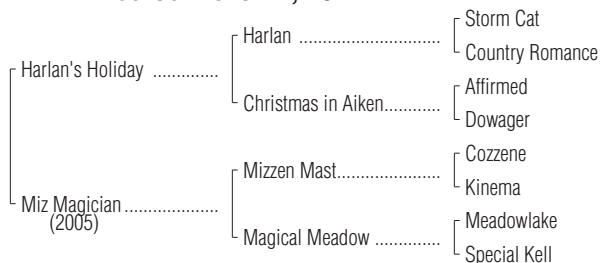 Storm Cat
Harlan ................................
Country Romance
Harlan's Holiday ...............
Affirmed
Christmas in Aiken.............
Dowager
Cozzene
Mizzen Mast.......................
Kinema
Miz Magician.....................
(2005)
Meadowlake
Magical Meadow ................
Special Kell